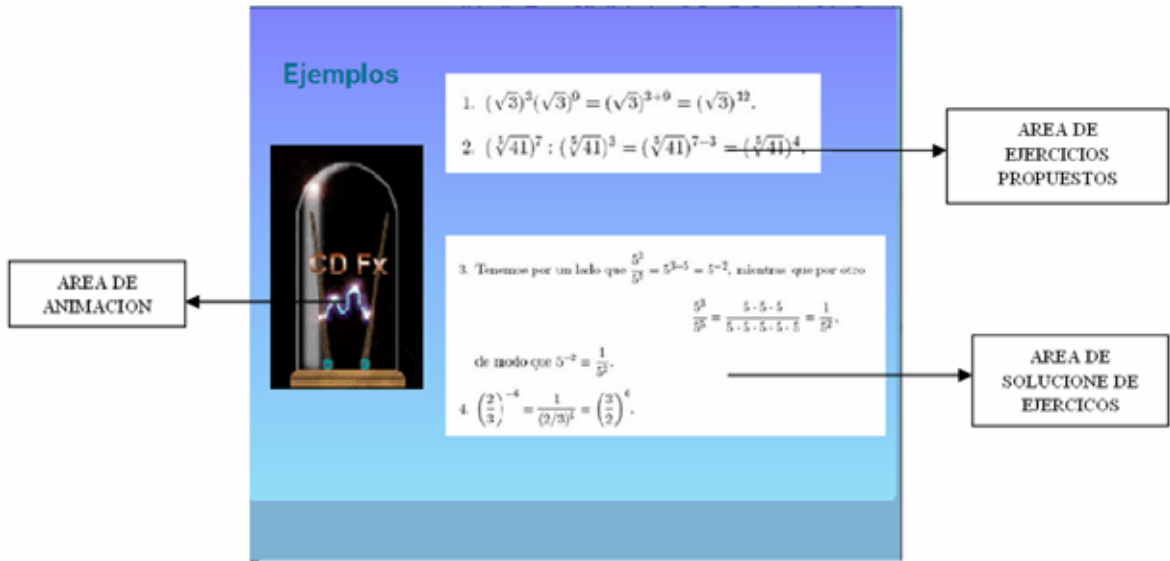 Ejemplos
1. (√3)³(√3)⁹ = (√3)³⁺⁹ = (√3)¹².
2. (⁵√41)⁷ : (⁵√41)³ = (⁵√41)⁷⁻³ = (⁵√41)⁴.
AREA DE
EJERCICIOS
PROPUESTOS
CD Fx
AREA DE
ANIMACION
3. Tenemos por un lado que 5³/5⁵ = 5³⁻⁵ = 5⁻², mientras que por otro
5³/5⁵ = 5 · 5 · 5/5 · 5 · 5 · 5 · 5 = 1/5²,
de modo que 5⁻² = 1/5².
4. (2/3)⁻⁴ = 1/(2/3)⁴ = (3/2)⁴.
AREA DE
SOLUCIONE DE
EJERCICOS